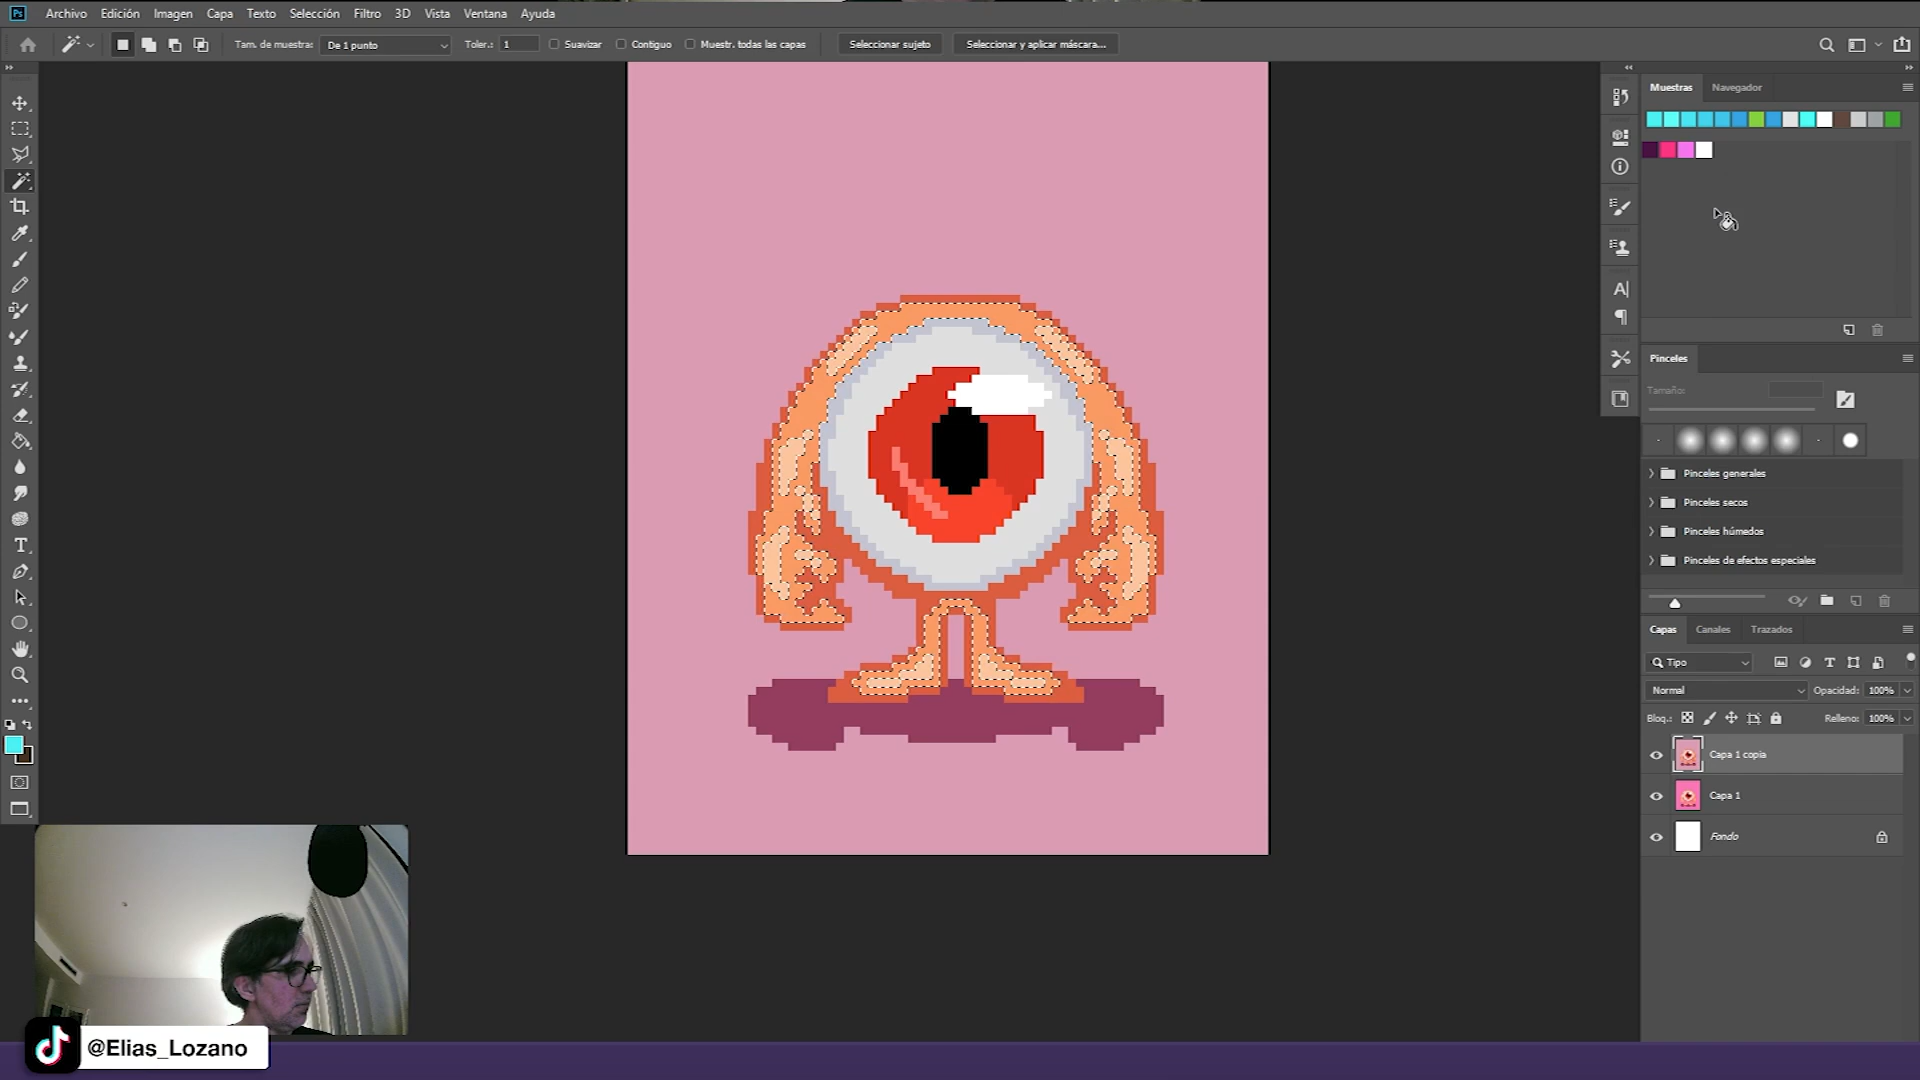 Ps Archivo Edición Imagen Capa Texto Selección Filtro 3D Vista Ventana Ayuda
Tam. de muestra: De 1 punto Toler.: 1 Suavizar Contiguo Muestr. todas las capas Seleccionar sujeto Seleccionar y aplicar máscara...
Muestras Navegador
Pinceles
Tamaño:
Pinceles generales
Pinceles secos
Pinceles húmedos
Pinceles de efectos especiales
Capas Canales Trazados
Tipo
Normal Opacidad: 100%
Bloq.: Relleno: 100%
Capa 1 copia
Capa 1
Fondo
@Elias_Lozano